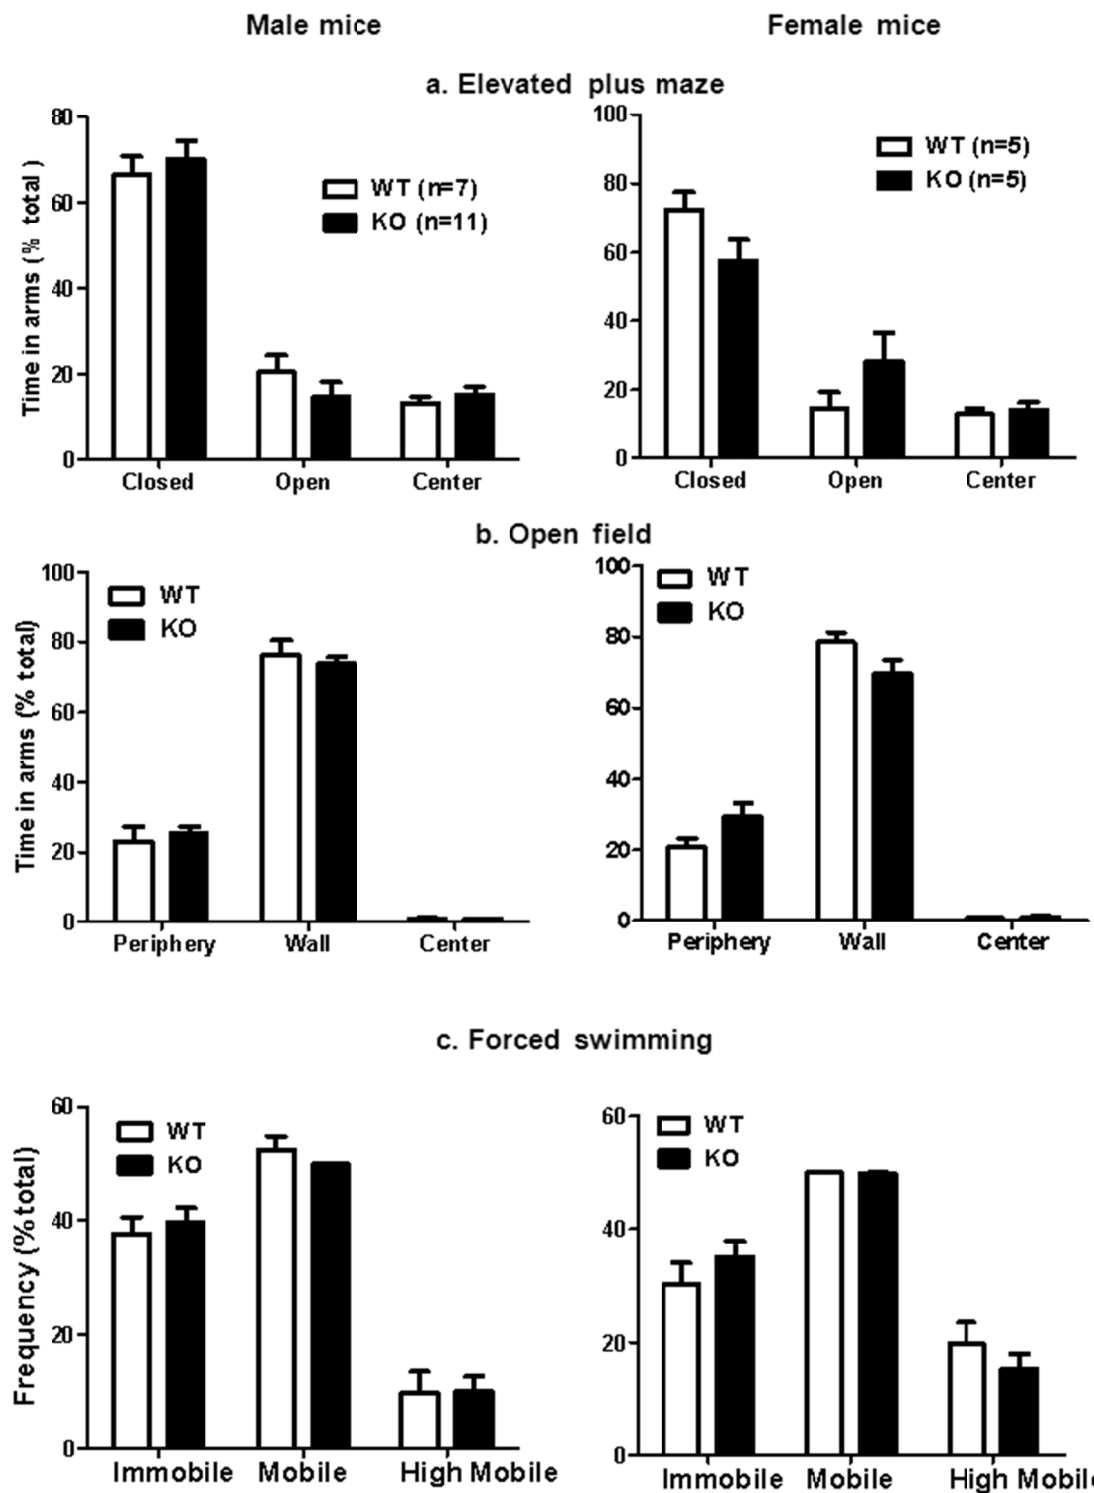 Male mice
Female mice
a. Elevated plus maze
Time in arms (% total )
80
60
40
20
0
WT (n=7)
KO (n=11)
Closed
Open
Center
100
80
60
40
20
0
WT (n=5)
KO (n=5)
Closed
Open
Center
b. Open field
Time in arms (% total)
100
80
60
40
20
0
WT
KO
Periphery
Wall
Center
100
80
60
40
20
0
WT
KO
Periphery
Wall
Center
c. Forced swimming
Frequency (% total)
60
40
20
0
WT
KO
Immobile
Mobile
High Mobile
60
40
20
0
WT
KO
Immobile
Mobile
High Mobile